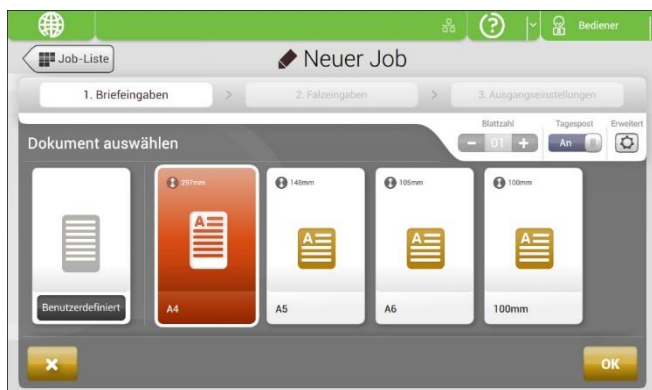 Bediener
Job-Liste
Neuer Job
1. Briefeingaben > 2. Falzeingaben > 3. Ausgangseinstellungen
Dokument auswählen
Blattzahl
Tagespost
Erweitert
- 01 +
An
297mm
148mm
105mm
100mm
Benutzerdefiniert
A4
A5
A6
100mm
OK